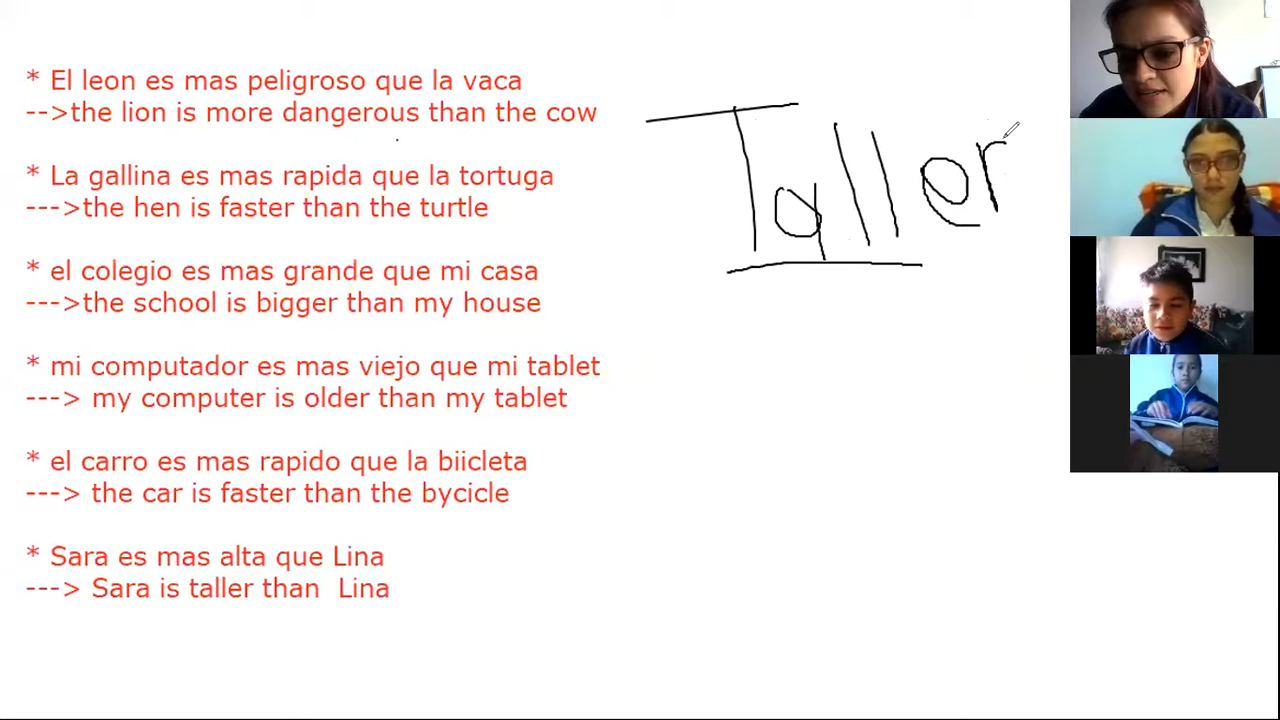 * El leon es mas peligroso que la vaca
-->the lion is more dangerous than the cow
* La gallina es mas rapida que la tortuga
--->the hen is faster than the turtle
* el colegio es mas grande que mi casa
--->the school is bigger than my house
* mi computador es mas viejo que mi tablet
---> my computer is older than my tablet
* el carro es mas rapido que la biicleta
---> the car is faster than the bycicle
* Sara es mas alta que Lina
---> Sara is taller than  Lina
Taller